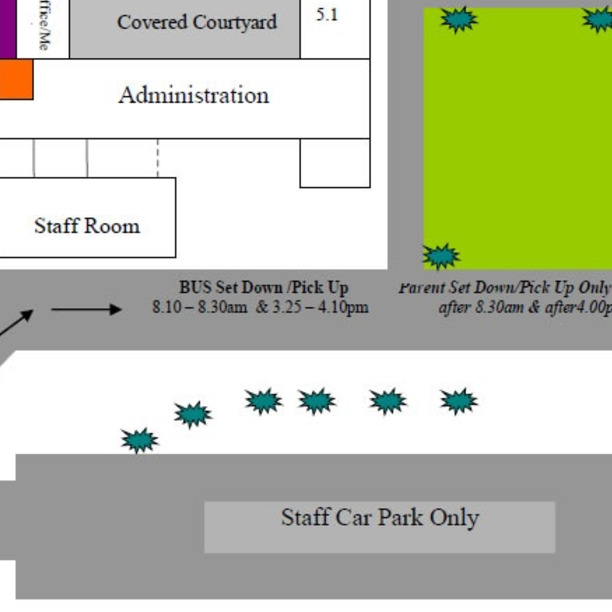 ffice/Me
Covered Courtyard
5.1
Administration
Staff Room
BUS Set Down /Pick Up
8.10 – 8.30am & 3.25 – 4.10pm
Parent Set Down/Pick Up Only
after 8.30am & after4.00p
Staff Car Park Only